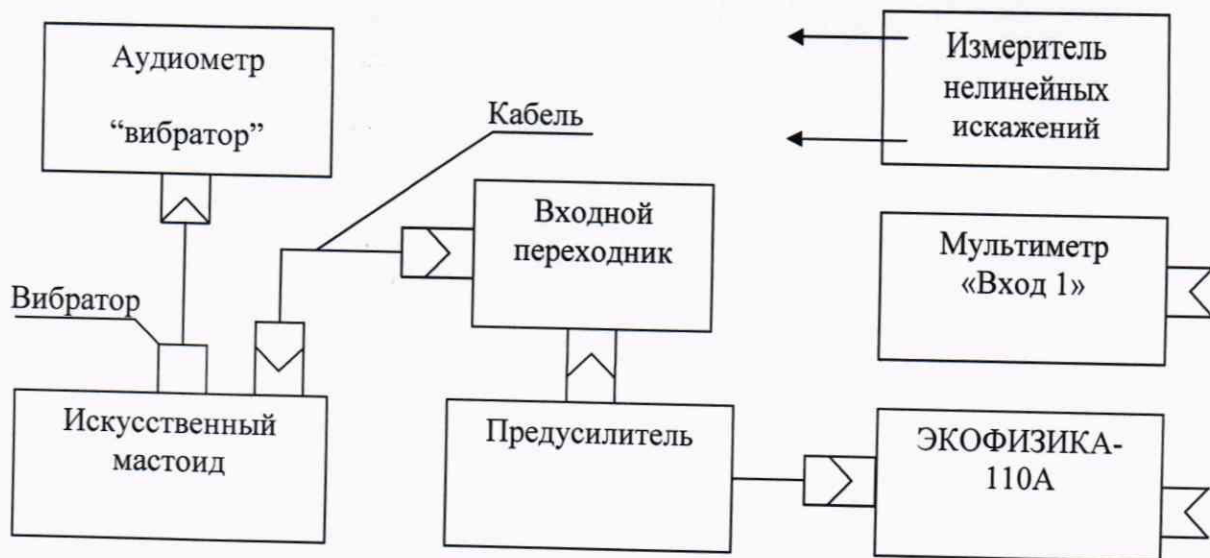 Аудиометр
“вибратор”
Измеритель
нелинейных
искажений
Кабель
Входной
переходник
Мультиметр
«Вход 1»
Вибратор
Искусственный
мастоид
Предусилитель
ЭКОФИЗИКА-
110А